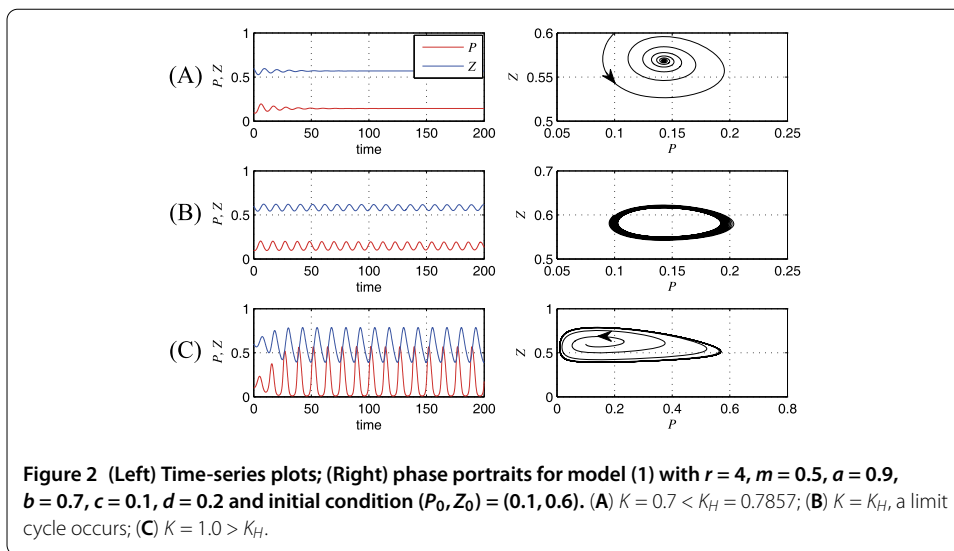 (A)
P, Z
1
0.5
0
0
50
100
150
200
time
P
Z
Z
0.6
0.55
0.5
0.05
0.1
0.15
0.2
0.25
P
(B)
P, Z
1
0.5
0
0
50
100
150
200
time
Z
0.7
0.6
0.5
0.05
0.1
0.15
0.2
0.25
P
(C)
P, Z
1
0.5
0
0
50
100
150
200
time
Z
1
0.5
0
0
0.2
0.4
0.6
0.8
P
Figure 2 (Left) Time-series plots; (Right) phase portraits for model (1) with r = 4, m = 0.5, a = 0.9,
b = 0.7, c = 0.1, d = 0.2 and initial condition (P₀, Z₀) = (0.1, 0.6). (A) K = 0.7 < K_H = 0.7857; (B) K = K_H, a limit
cycle occurs; (C) K = 1.0 > K_H.